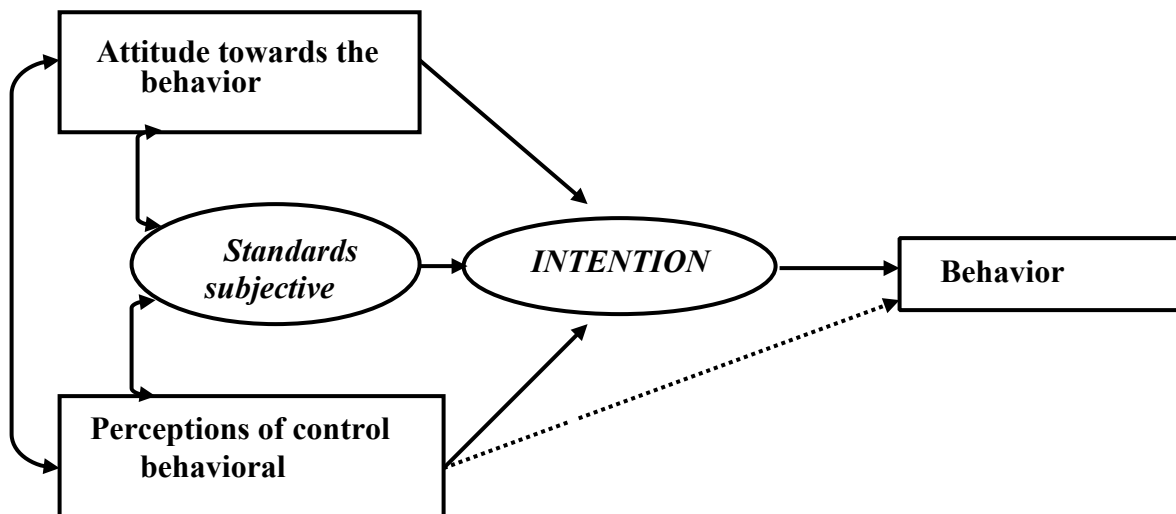 Attitude towards the
behavior
Standards
subjective
INTENTION
Behavior
Perceptions of control
behavioral